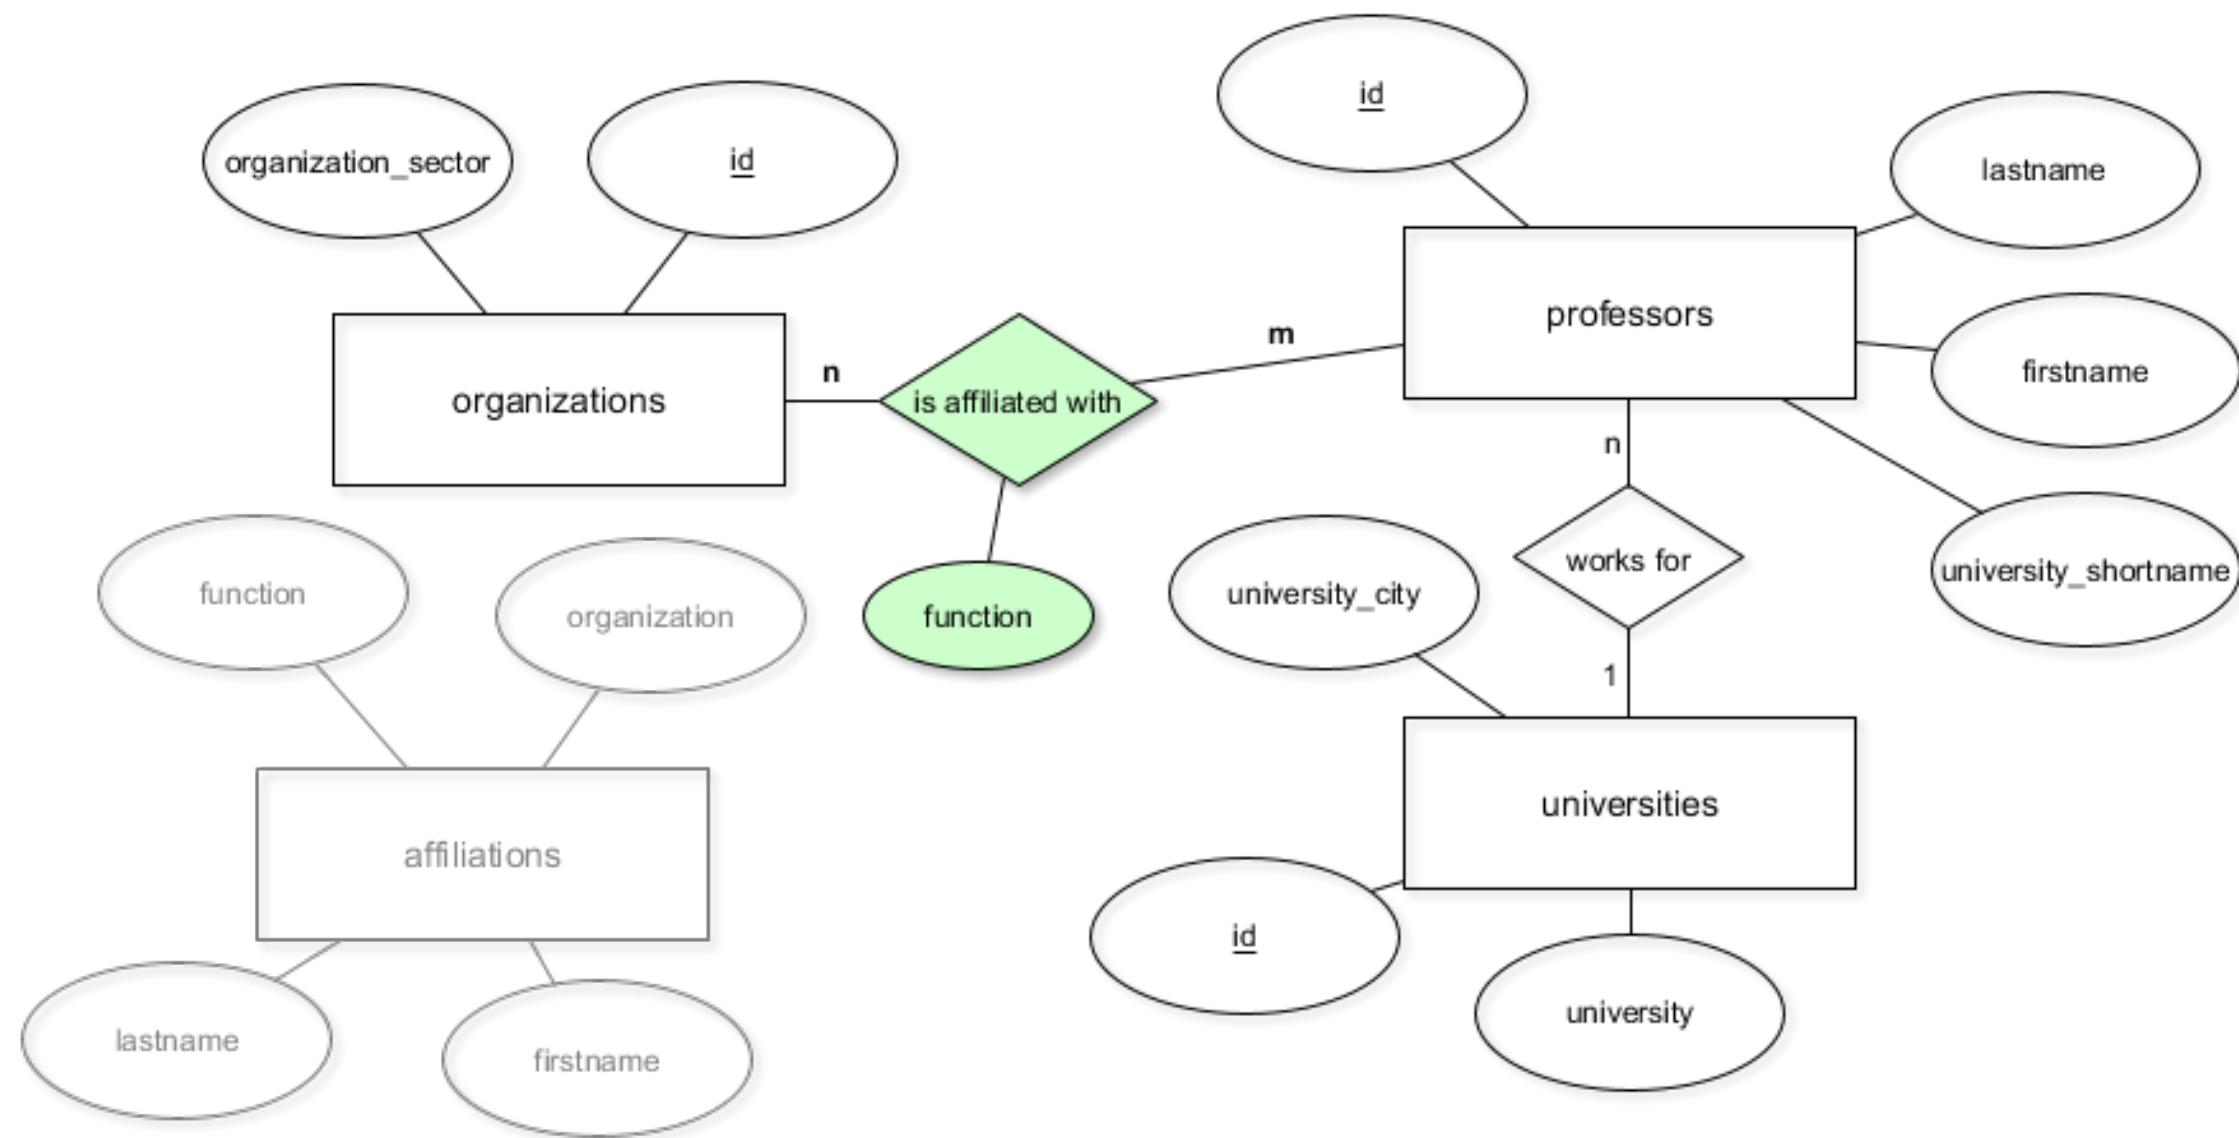 id
organization_sector
id
lastname
professors
m
n
firstname
organizations
is affiliated with
n
works for
university_shortname
function
organization
function
university_city
1
universities
affiliations
id
university
lastname
firstname